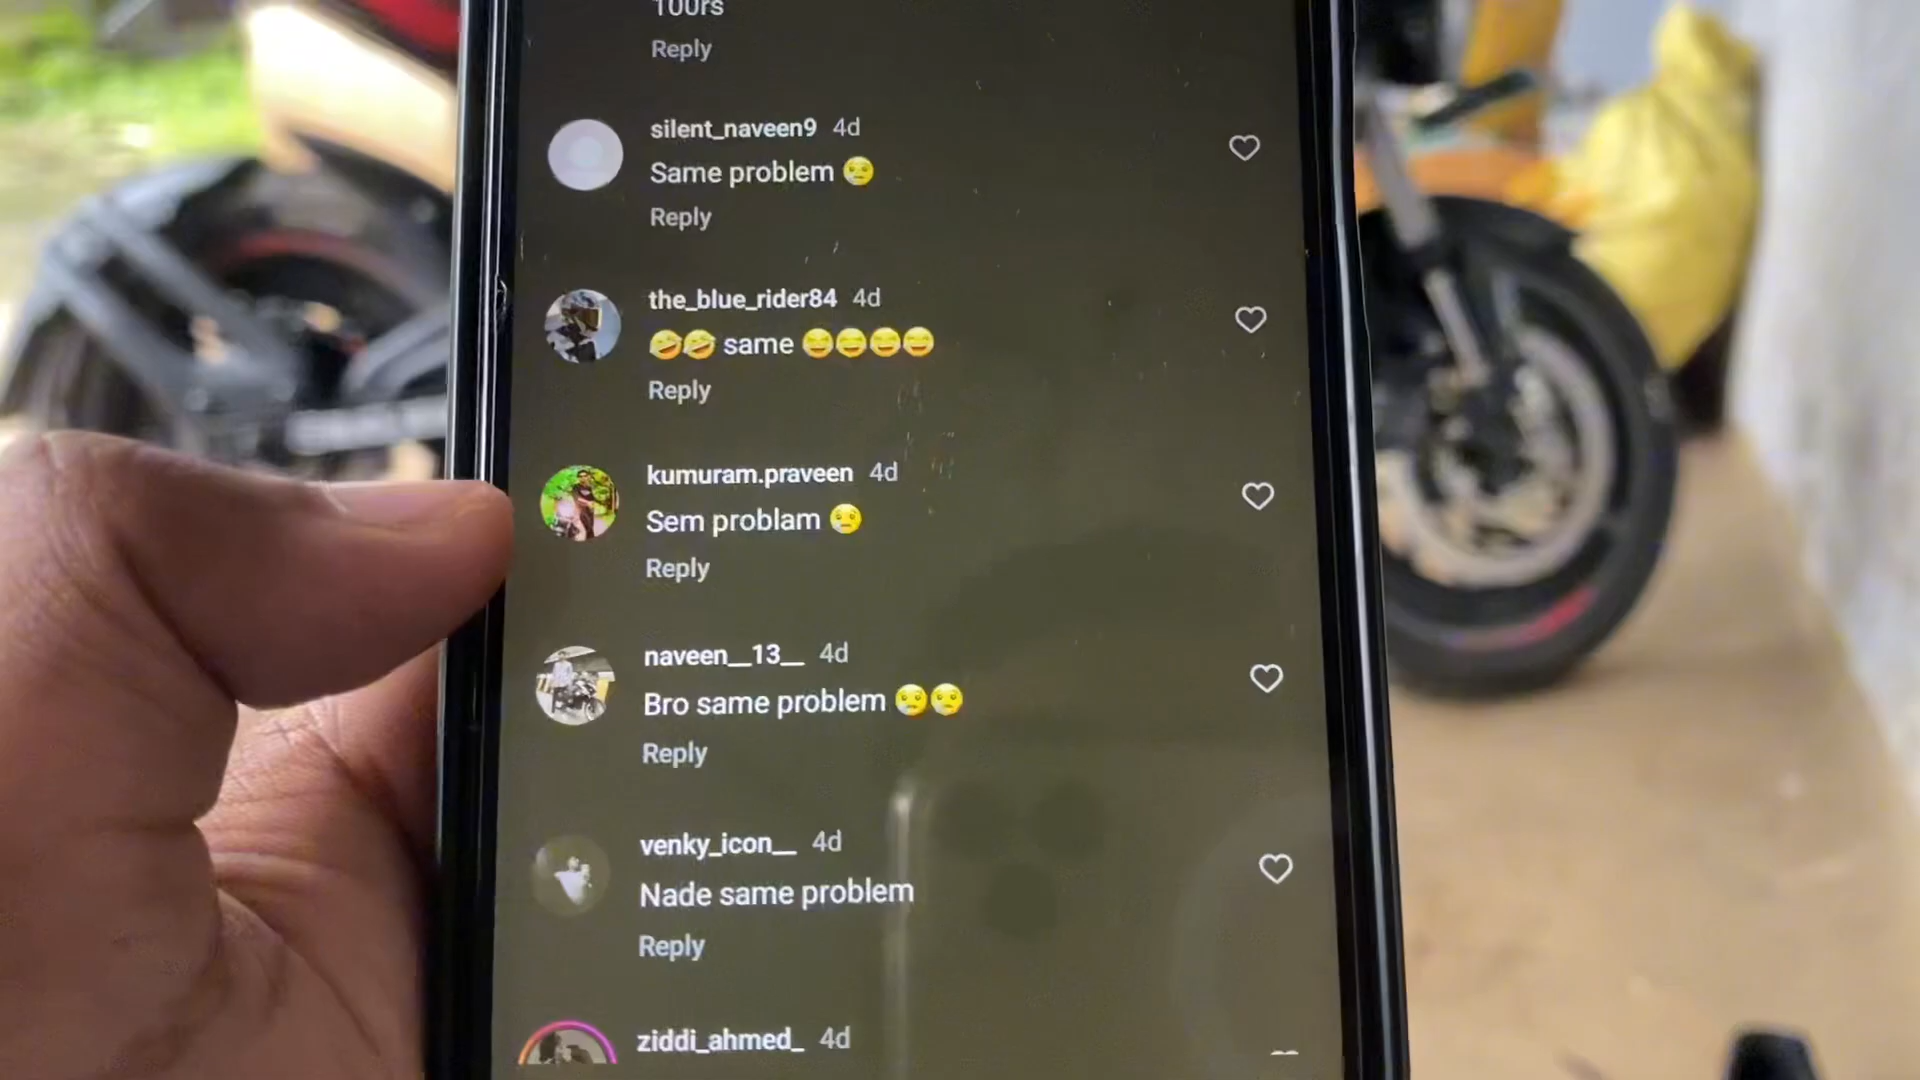 100rs
Reply
silent_naveen9 4d
Same problem 😢
Reply
the_blue_rider84 4d
🤣🤣 same 😂😂😂😂
Reply
kumuram.praveen 4d
Sem problam 😢
Reply
naveen__13__ 4d
Bro same problem 😢😢
Reply
venky_icon__ 4d
Nade same problem
Reply
ziddi_ahmed_ 4d